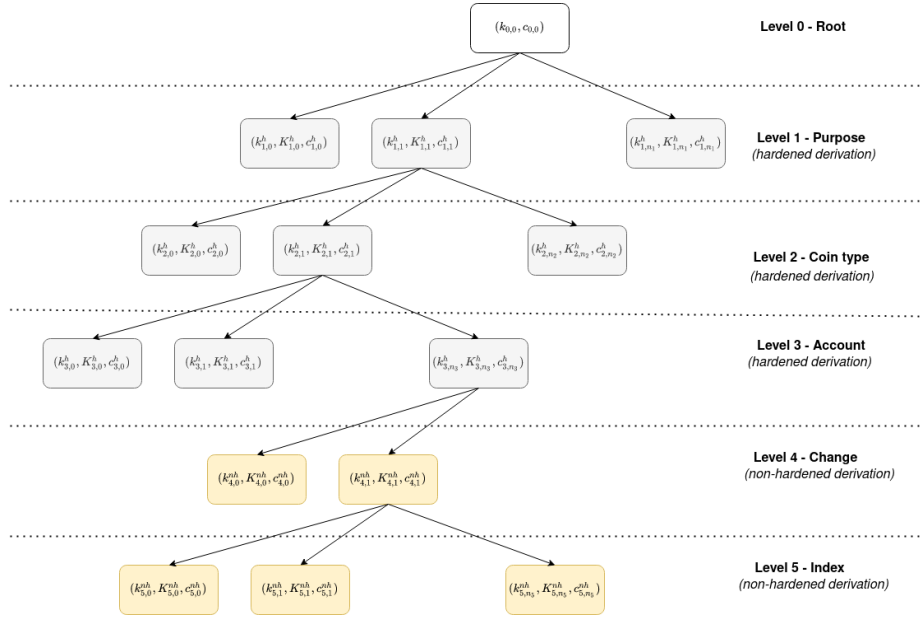 (k_{0,0}, c_{0,0})
Level 0 - Root
(k^h_{1,0}, K^h_{1,0}, c^h_{1,0})
(k^h_{1,1}, K^h_{1,1}, c^h_{1,1})
(k^h_{1,n_1}, K^h_{1,n_1}, c^h_{1,n_1})
Level 1 - Purpose
(hardened derivation)
(k^h_{2,0}, K^h_{2,0}, c^h_{2,0})
(k^h_{2,1}, K^h_{2,1}, c^h_{2,1})
(k^h_{2,n_2}, K^h_{2,n_2}, c^h_{2,n_2})
Level 2 - Coin type
(hardened derivation)
(k^h_{3,0}, K^h_{3,0}, c^h_{3,0})
(k^h_{3,1}, K^h_{3,1}, c^h_{3,1})
(k^h_{3,n_3}, K^h_{3,n_3}, c^h_{3,n_3})
Level 3 - Account
(hardened derivation)
(k^{nh}_{4,0}, K^{nh}_{4,0}, c^{nh}_{4,0})
(k^{nh}_{4,1}, K^{nh}_{4,1}, c^{nh}_{4,1})
Level 4 - Change
(non-hardened derivation)
(k^{nh}_{5,0}, K^{nh}_{5,0}, c^{nh}_{5,0})
(k^{nh}_{5,1}, K^{nh}_{5,1}, c^{nh}_{5,1})
(k^{nh}_{5,n_5}, K^{nh}_{5,n_5}, c^{nh}_{5,n_5})
Level 5 - Index
(non-hardened derivation)